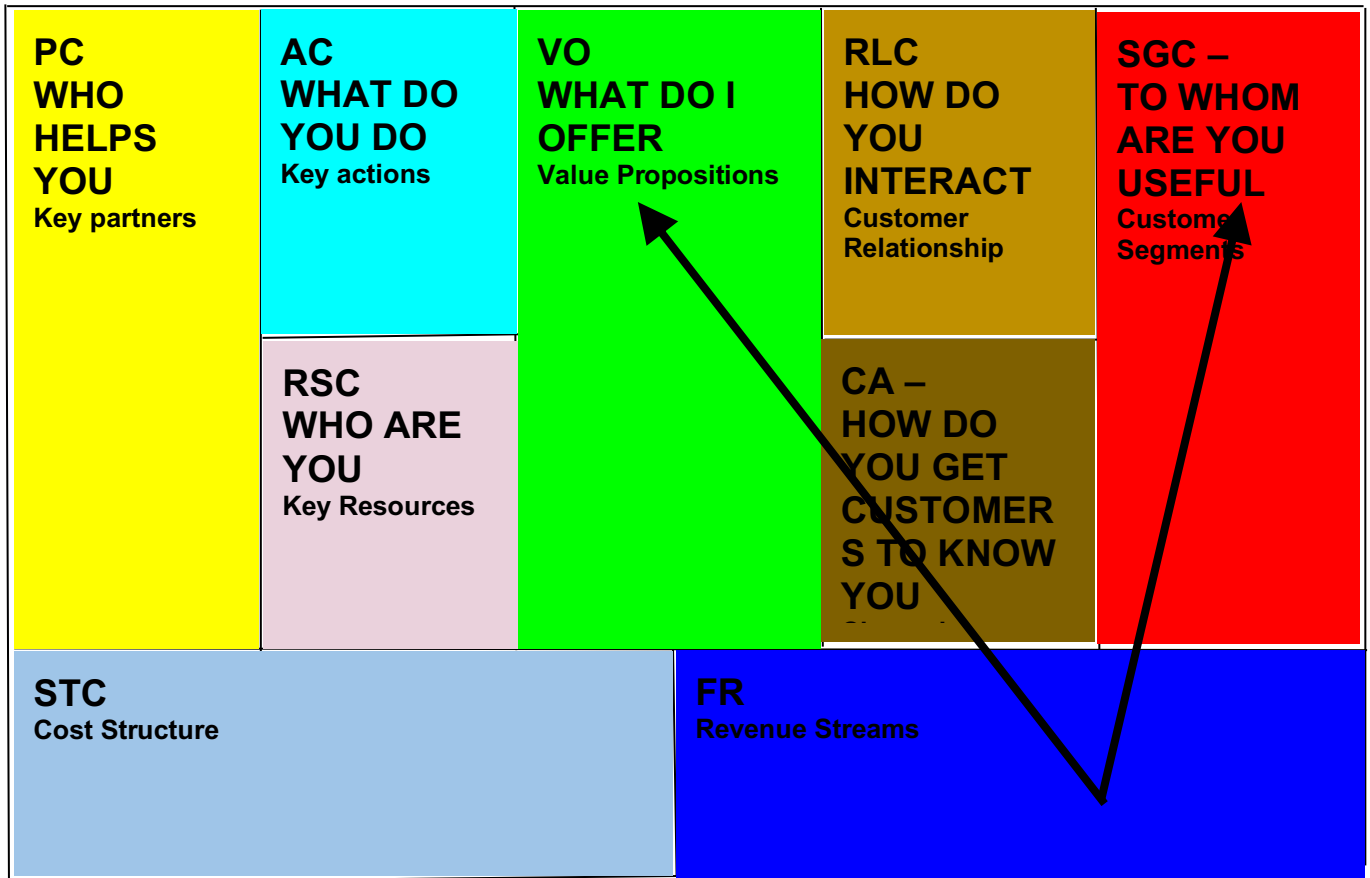 PC
WHO
HELPS
YOU
Key partners
AC
WHAT DO
YOU DO
Key actions
RSC
WHO ARE
YOU
Key Resources
VO
WHAT DO I
OFFER
Value Propositions
RLC
HOW DO
YOU
INTERACT
Customer
Relationship
CA –
HOW DO
YOU GET
CUSTOMER
S TO KNOW
YOU
SGC –
TO WHOM
ARE YOU
USEFUL
Customer
Segments
STC
Cost Structure
FR
Revenue Streams